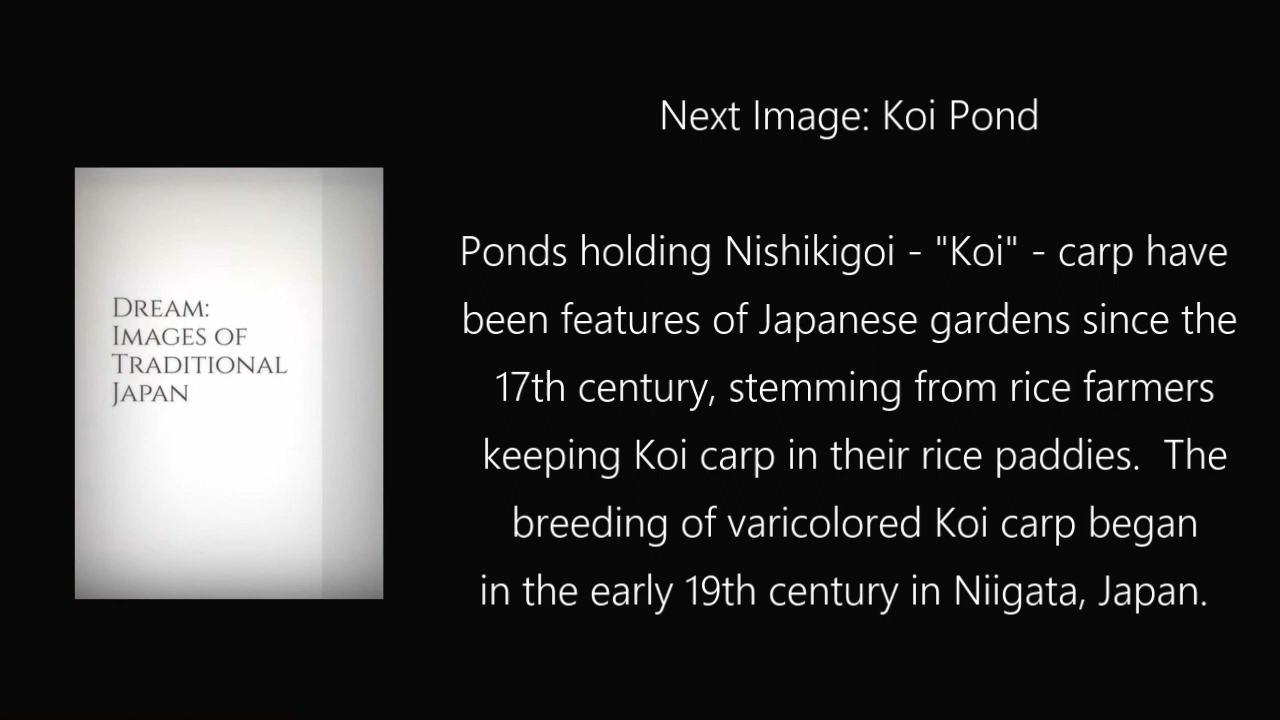 Next Image: Koi Pond
DREAM:
IMAGES OF
TRADITIONAL
JAPAN
Ponds holding Nishikigoi - "Koi" - carp have
been features of Japanese gardens since the
17th century, stemming from rice farmers
keeping Koi carp in their rice paddies. The
breeding of varicolored Koi carp began
in the early 19th century in Niigata, Japan.